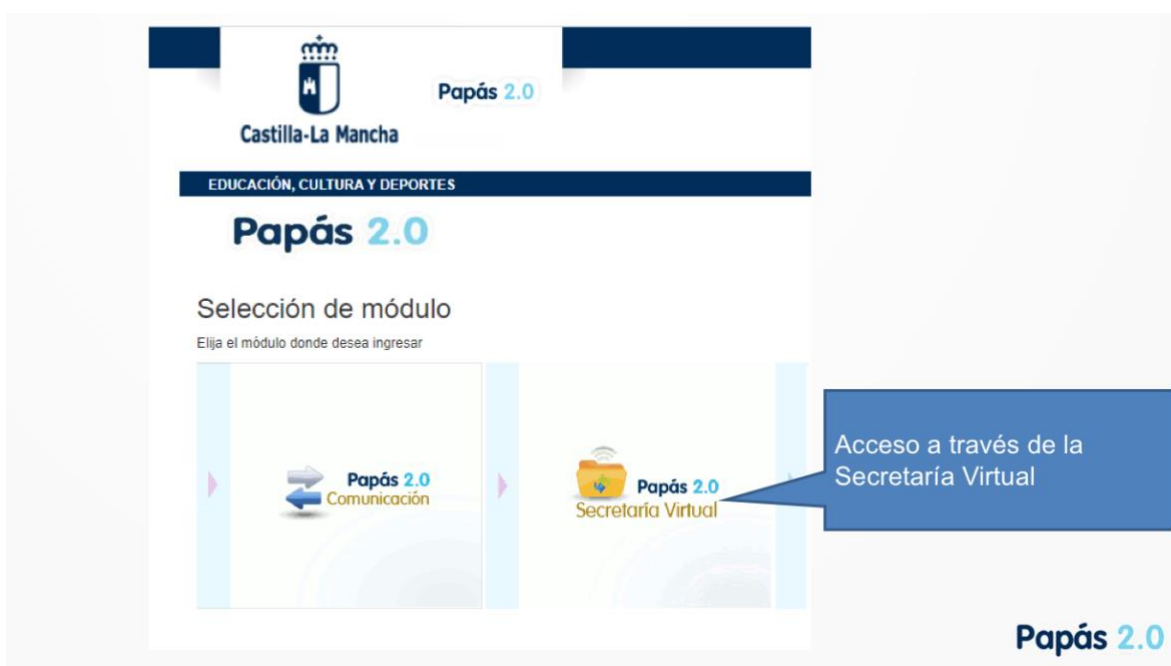 Papás 2.0
Castilla-La Mancha
EDUCACIÓN, CULTURA Y DEPORTES
Papás 2.0
Selección de módulo
Elija el módulo donde desea ingresar
Papás 2.0
Comunicación
Papás 2.0
Secretaría Virtual
Acceso a través de la
Secretaría Virtual
Papás 2.0